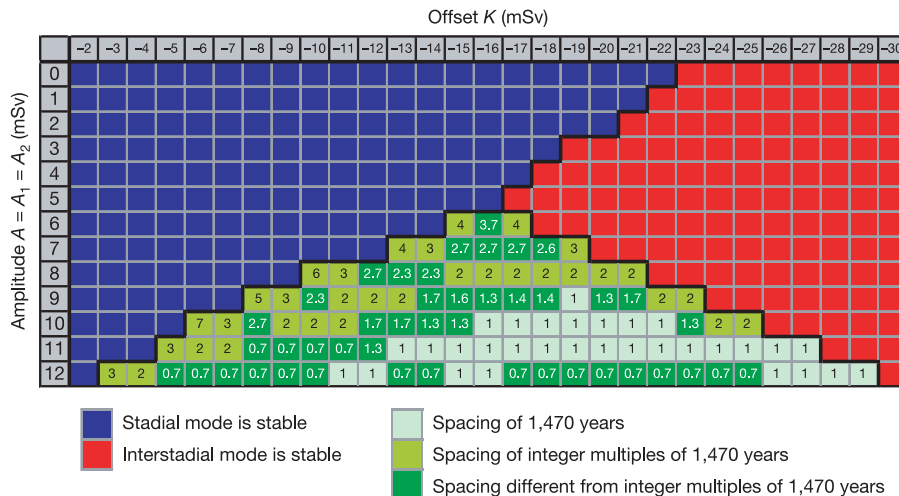 Offset K (mSv)
−2 −3 −4 −5 −6 −7 −8 −9 −10 −11 −12 −13 −14 −15 −16 −17 −18 −19 −20 −21 −22 −23 −24 −25 −26 −27 −28 −29 −30
Amplitude A = A₁ = A₂ (mSv)
0
1
2
3
4
5
6 4 3.7 4
7 4 3 2.7 2.7 2.7 2.6 3
8 6 3 2.7 2.3 2.3 2 2 2 2 2 2 2
9 5 3 2.3 2 2 2 1.7 1.6 1.3 1.4 1.4 1 1.3 1.7 2 2
10 7 3 2.7 2 2 2 1.7 1.7 1.3 1.3 1 1 1 1 1 1 1 1.3 2 2
11 3 2 2 0.7 0.7 0.7 0.7 1.3 1 1 1 1 1 1 1 1 1 1 1 1 1 1 1
12 3 2 0.7 0.7 0.7 0.7 0.7 0.7 1 1 0.7 0.7 1 1 0.7 0.7 0.7 0.7 0.7 0.7 0.7 0.7 0.7 1 1 1 1
Stadial mode is stable
Interstadial mode is stable
Spacing of 1,470 years
Spacing of integer multiples of 1,470 years
Spacing different from integer multiples of 1,470 years